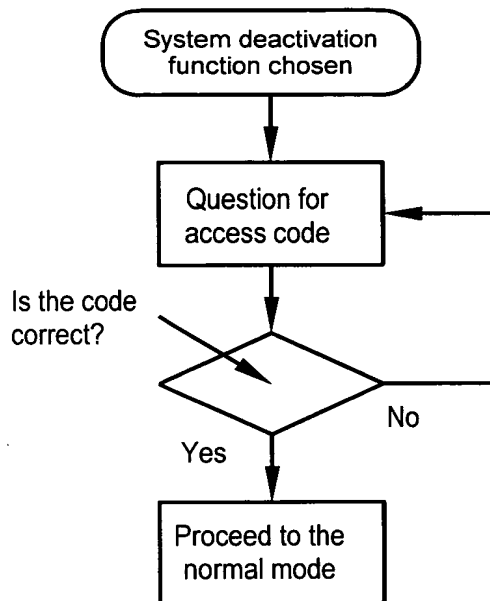 System deactivation
function chosen
Question for
access code
Is the code
correct?
No
Yes
Proceed to the
normal mode